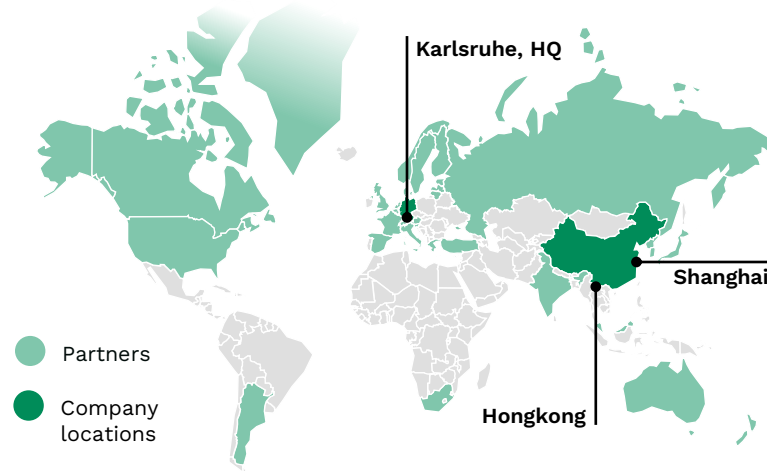 Karlsruhe, HQ
Shanghai
Partners
Company
locations
Hongkong